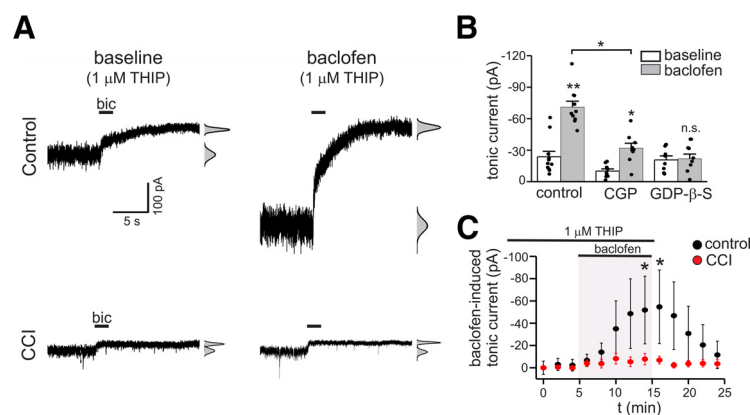 A
baseline
(1 μM THIP)
baclofen
(1 μM THIP)
bic
Control
100 pA
5 s
bic
CCI
B
tonic current (pA)
-120
-90
-60
-30
0
*
**
*
n.s.
baseline
baclofen
control
CGP
GDP-β-S
C
1 μM THIP
baclofen
control
CCI
baclofen-induced
tonic current (pA)
-100
-80
-60
-40
-20
0
* *
0 5 10 15 20 25
t (min)